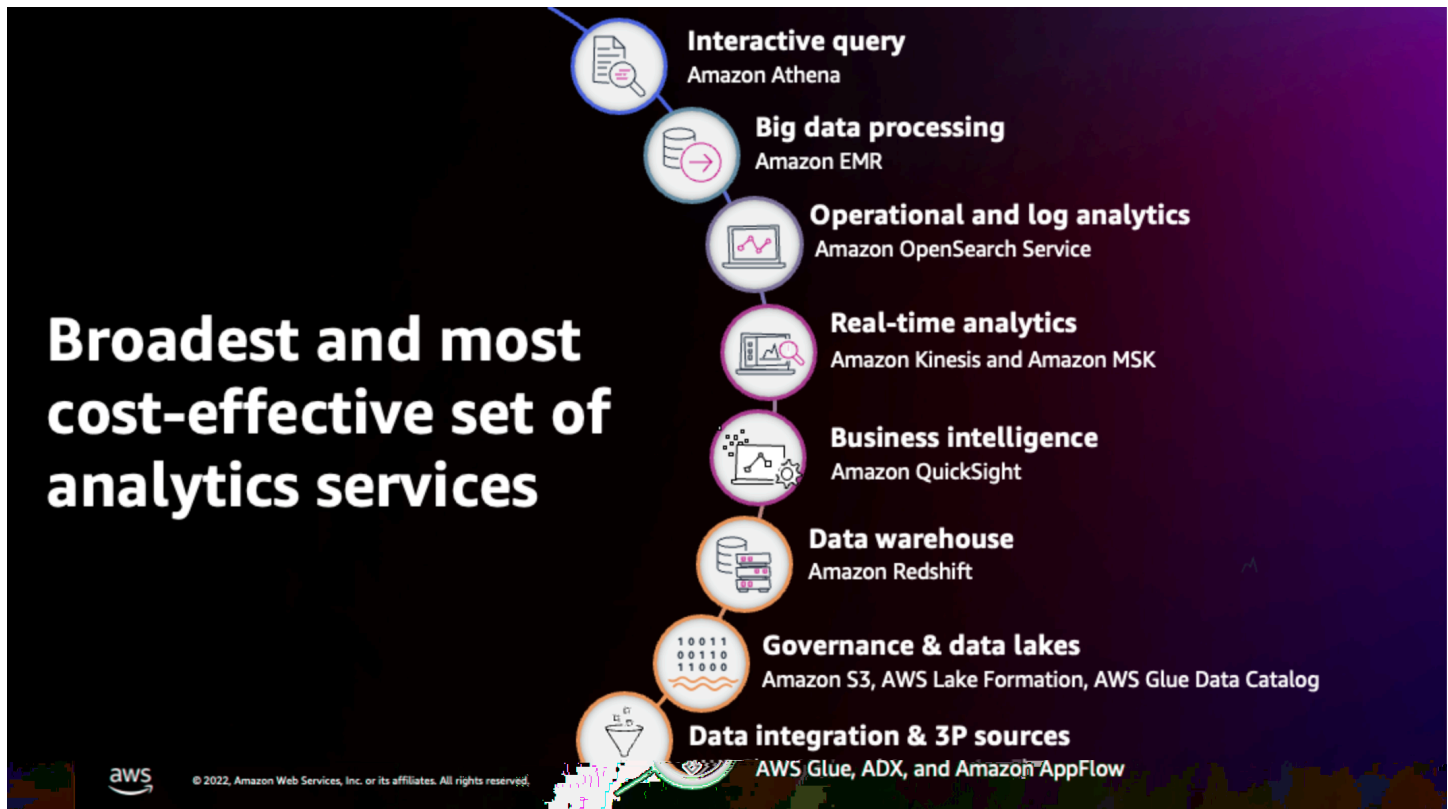 Interactive query
Amazon Athena
Big data processing
Amazon EMR
Operational and log analytics
Amazon OpenSearch Service
Real-time analytics
Amazon Kinesis and Amazon MSK
Broadest and most
cost-effective set of
analytics services
Business intelligence
Amazon QuickSight
Data warehouse
Amazon Redshift
10011
00110
11000
Governance & data lakes
Amazon S3, AWS Lake Formation, AWS Glue Data Catalog
Data integration & 3P sources
AWS Glue, ADX, and Amazon AppFlow
aws
© 2022, Amazon Web Services, Inc. or its affiliates. All rights reserved.